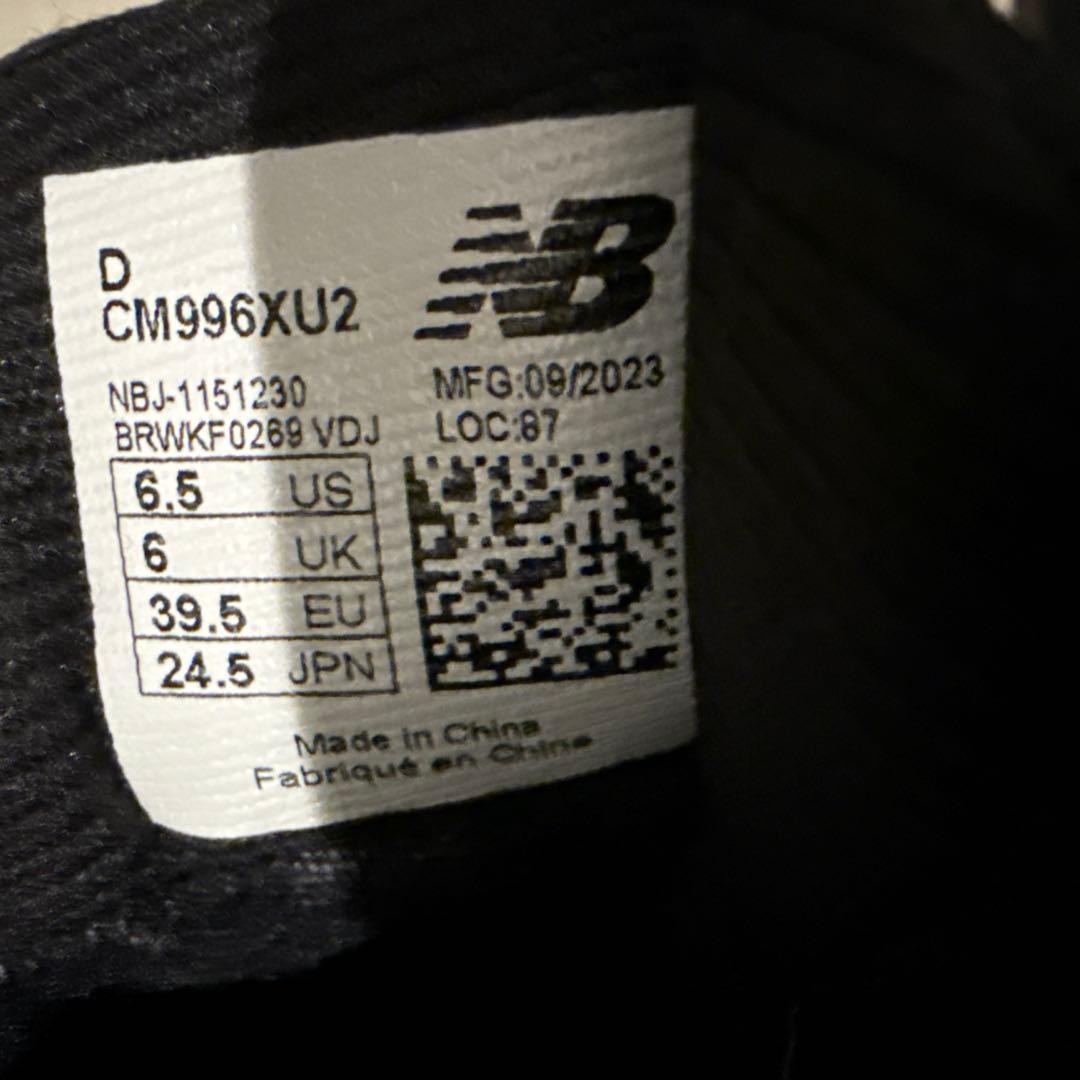 D
CM996XU2
NB
NBJ-1151230
BRWKF0269 VDJ
MFG:09/2023
LOC:87
6.5 US
6 UK
39.5 EU
24.5 JPN
Made in China
Fabriqué en Chine